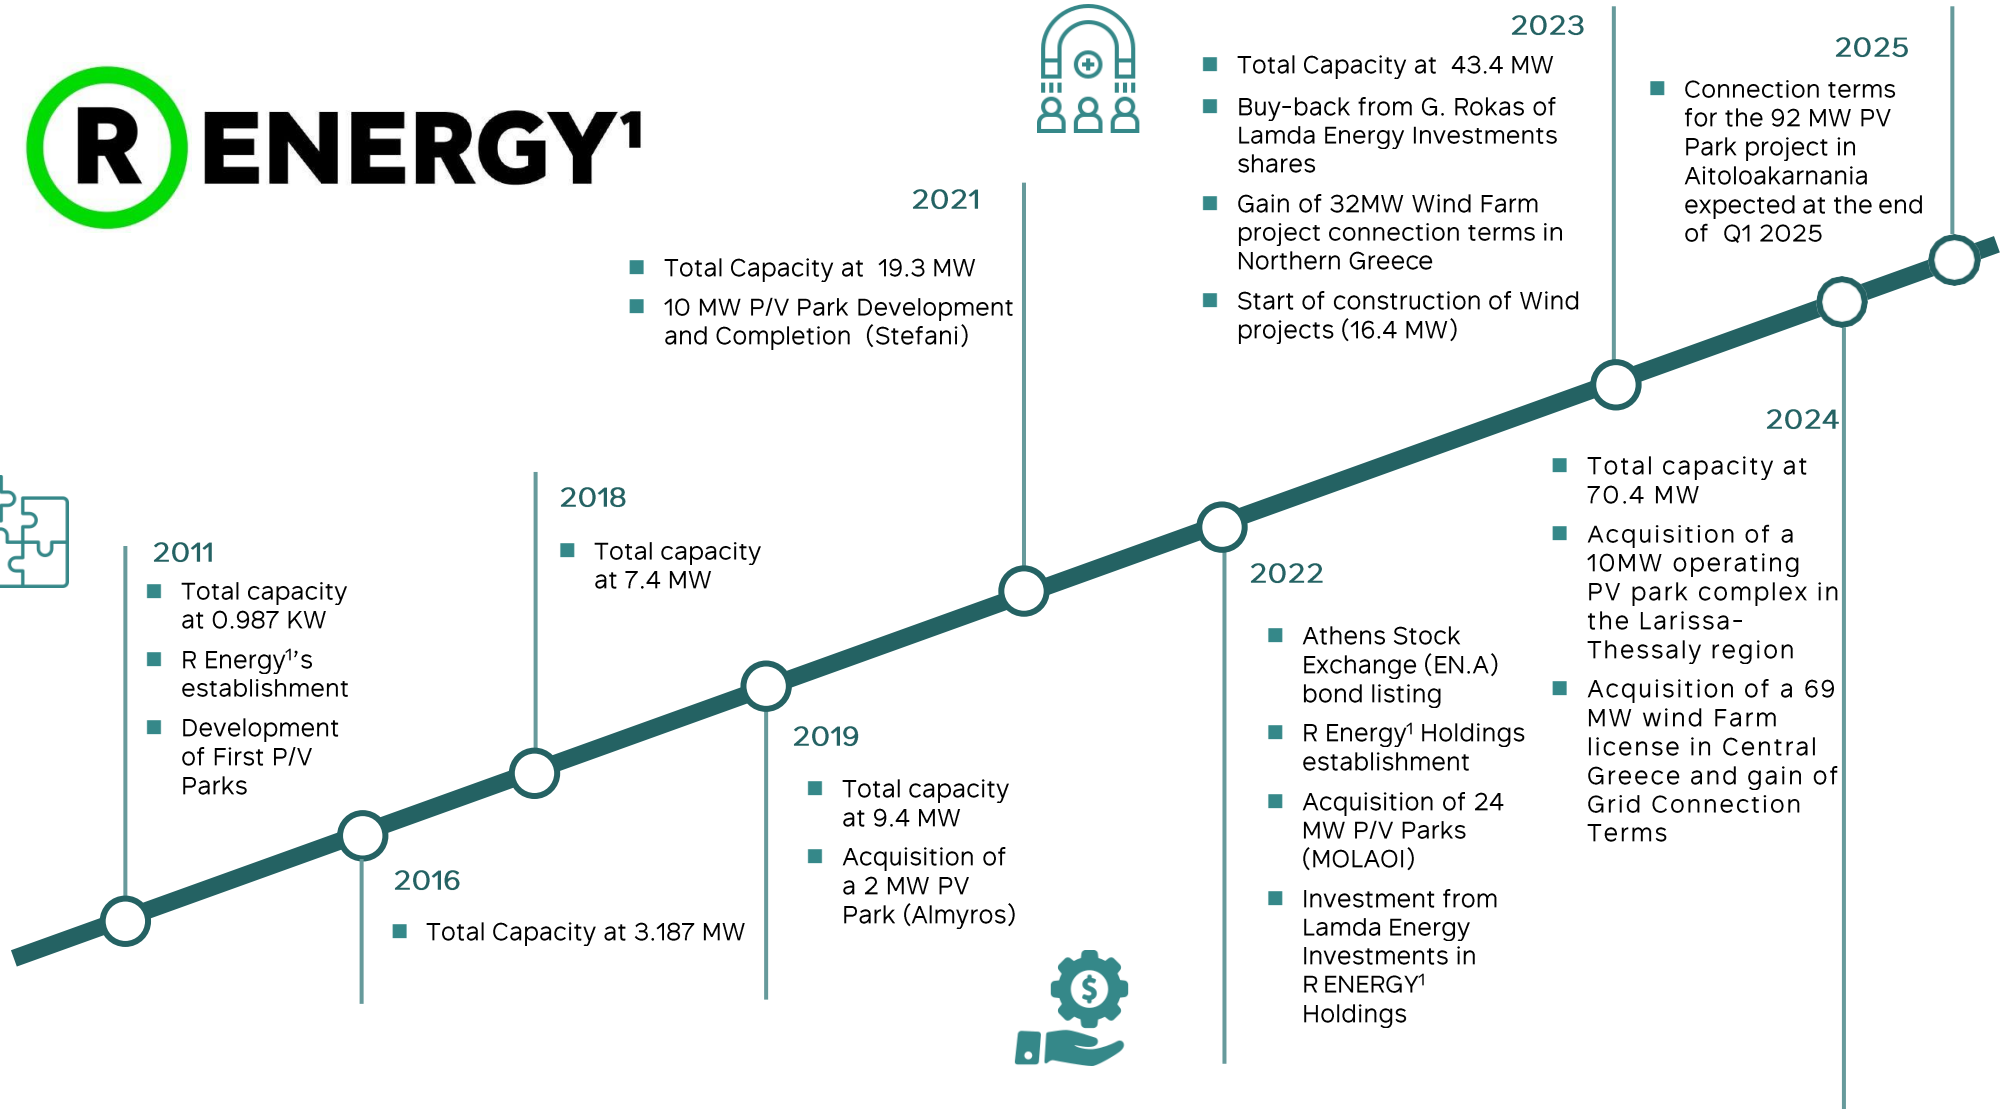 R ENERGY¹
2011
Total capacity
at 0.987 KW
R Energy¹’s
establishment
Development
of First P/V
Parks
2016
Total Capacity at 3.187 MW
2018
Total capacity
at 7.4 MW
2019
Total capacity
at 9.4 MW
Acquisition of
a 2 MW PV
Park (Almyros)
2021
Total Capacity at 19.3 MW
10 MW P/V Park Development
and Completion (Stefani)
2022
Athens Stock
Exchange (EN.A)
bond listing
R Energy¹ Holdings
establishment
Acquisition of 24
MW P/V Parks
(MOLAOI)
Investment from
Lamda Energy
Investments in
R ENERGY¹
Holdings
$
2023
Total Capacity at 43.4 MW
Buy-back from G. Rokas of
Lamda Energy Investments
shares
Gain of 32MW Wind Farm
project connection terms in
Northern Greece
Start of construction of Wind
projects (16.4 MW)
2024
Total capacity at
70.4 MW
Acquisition of a
10MW operating
PV park complex in
the Larissa-
Thessaly region
Acquisition of a 69
MW wind Farm
license in Central
Greece and gain of
Grid Connection
Terms
2025
Connection terms
for the 92 MW PV
Park project in
Aitoloakarnania
expected at the end
of Q1 2025